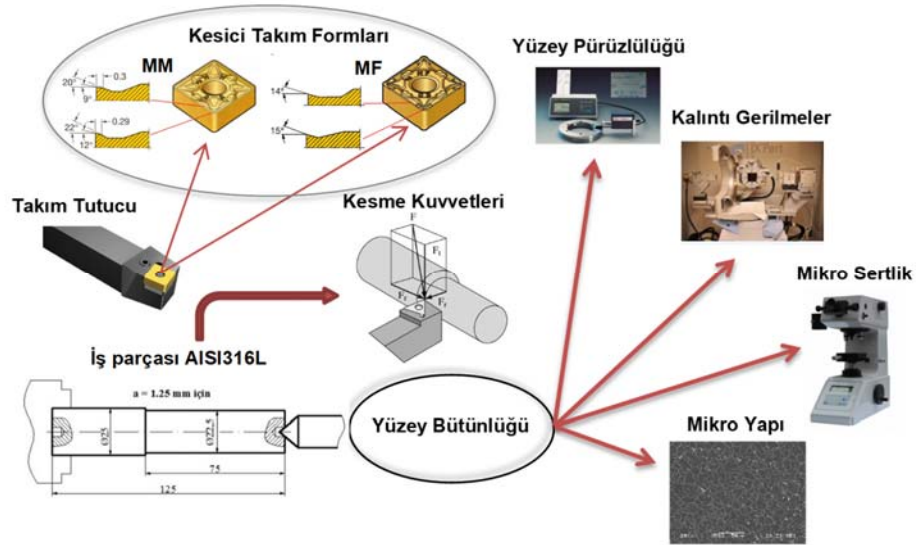 Kesici Takım Formları
MM
MF
20°
0.3
9°
22°
0.29
12°
14°
15°
Yüzey Pürüzlülüğü
Kalıntı Gerilmeler
Takım Tutucu
Kesme Kuvvetleri
F
Ft
Fr
Ff
Mikro Sertlik
İş parçası AISI316L
a = 1.25 mm için
Ø25
Ø22,5
75
125
Yüzey Bütünlüğü
Mikro Yapı